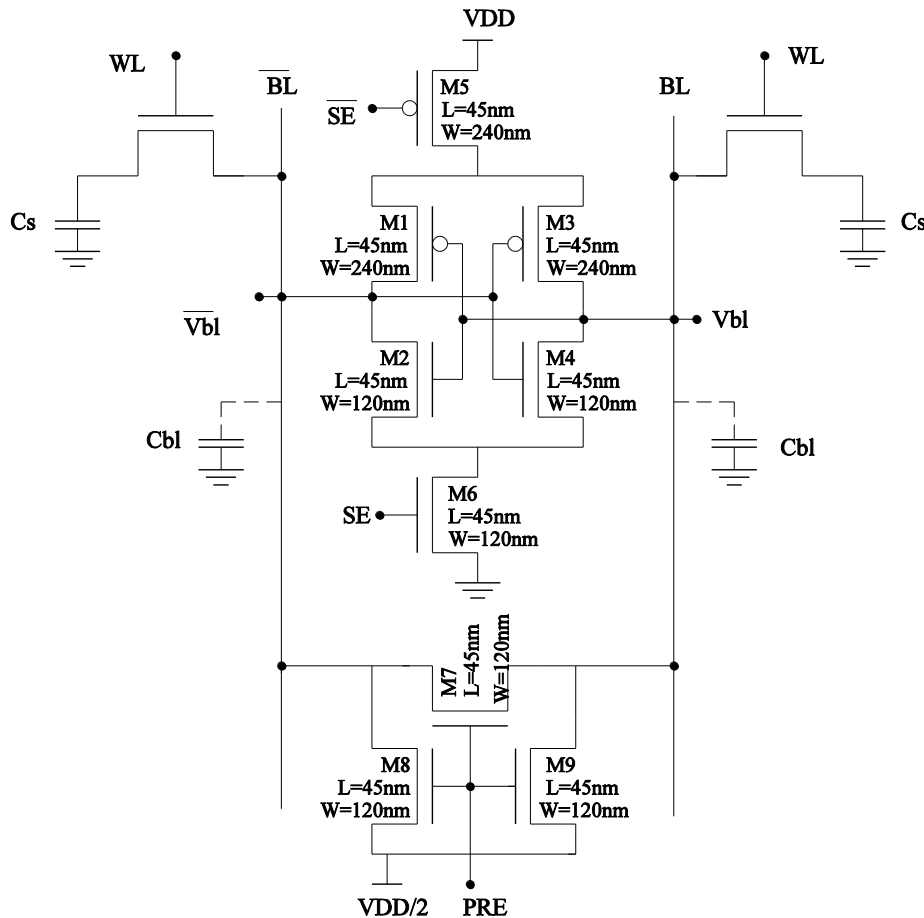 VDD
WL
BL
SE
M5
L=45nm
W=240nm
BL
WL
Cs
M1
L=45nm
W=240nm
M3
L=45nm
W=240nm
Cs
Vbl
Vbl
M2
L=45nm
W=120nm
M4
L=45nm
W=120nm
Cbl
Cbl
SE
M6
L=45nm
W=120nm
M7
L=45nm
W=120nm
M8
L=45nm
W=120nm
M9
L=45nm
W=120nm
VDD/2
PRE